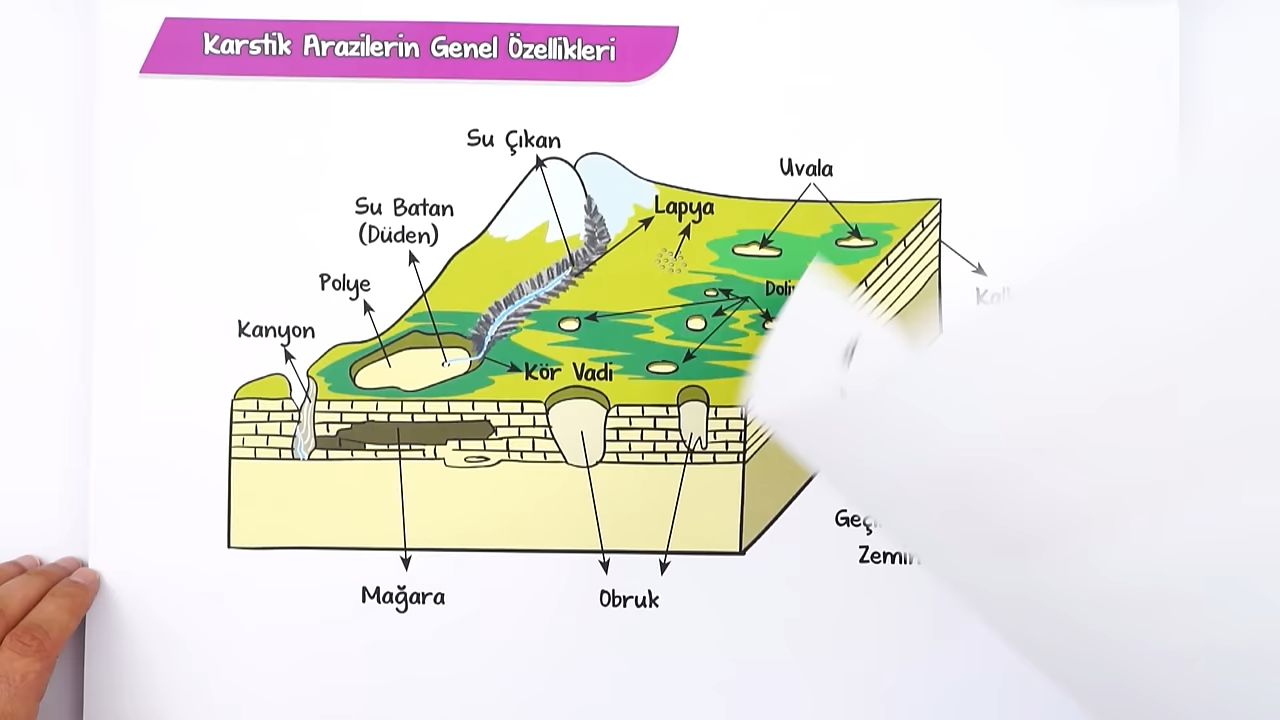 Karstik Arazilerin Genel Özellikleri
Su Çıkan
Uvala
Su Batan
(Düden)
Lapya
Polye
Kanyon
Kör Vadi
Mağara
Obruk